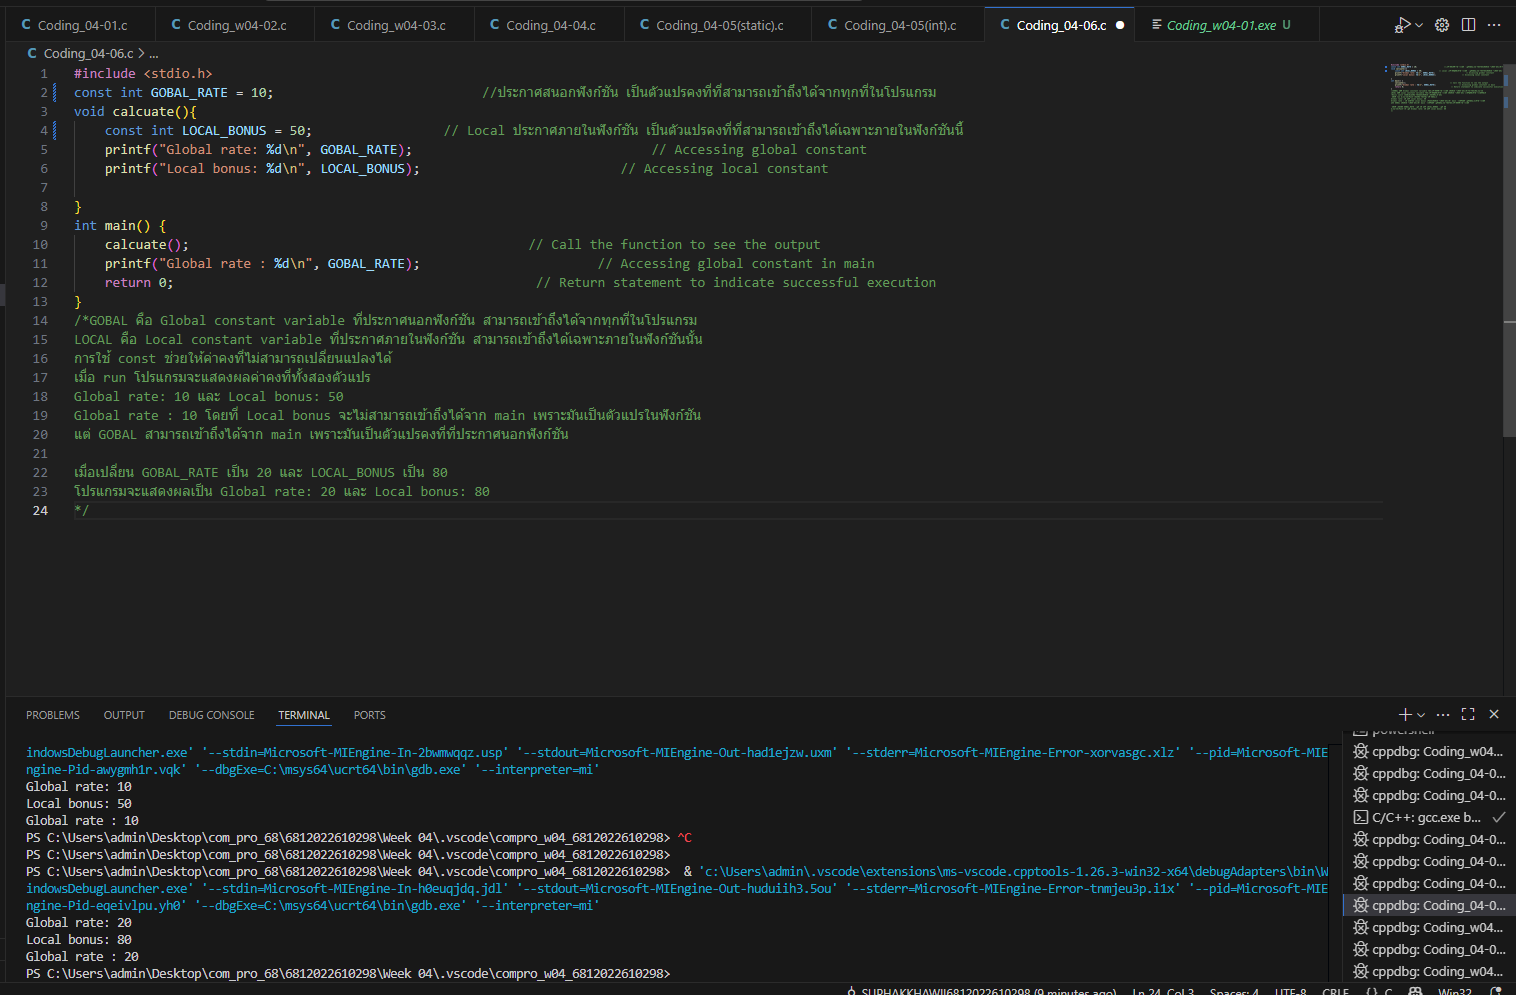 Coding_04-01.c
Coding_w04-02.c
Coding_w04-03.c
Coding_04-04.c
Coding_04-05(static).c
Coding_04-05(int).c
Coding_04-06.c
Coding_w04-01.exe U
Coding_04-06.c > ...
1 #include <stdio.h>
2 const int GOBAL_RATE = 10; //ประกาศสนอกฟังก์ชัน เป็นตัวแปรคงที่ที่สามารถเข้าถึงได้จากทุกที่ในโปรแกรม
3 void calcuate(){
4 const int LOCAL_BONUS = 50; // Local ประกาศภายในฟังก์ชัน เป็นตัวแปรคงที่ที่สามารถเข้าถึงได้เฉพาะภายในฟังก์ชันนี้
5 printf("Global rate: %d\n", GOBAL_RATE); // Accessing global constant
6 printf("Local bonus: %d\n", LOCAL_BONUS); // Accessing local constant
7
8 }
9 int main() {
10 calcuate(); // Call the function to see the output
11 printf("Global rate : %d\n", GOBAL_RATE); // Accessing global constant in main
12 return 0; // Return statement to indicate successful execution
13 }
14 /*GOBAL คือ Global constant variable ที่ประกาศนอกฟังก์ชัน สามารถเข้าถึงได้จากทุกที่ในโปรแกรม
15 LOCAL คือ Local constant variable ที่ประกาศภายในฟังก์ชัน สามารถเข้าถึงได้เฉพาะภายในฟังก์ชันนั้น
16 การใช้ const ช่วยให้ค่าคงที่ไม่สามารถเปลี่ยนแปลงได้
17 เมื่อ run โปรแกรมจะแสดงผลค่าคงที่ทั้งสองตัวแปร
18 Global rate: 10 และ Local bonus: 50
19 Global rate : 10 โดยที่ Local bonus จะไม่สามารถเข้าถึงได้จาก main เพราะมันเป็นตัวแปรในฟังก์ชัน
20 แต่ GOBAL สามารถเข้าถึงได้จาก main เพราะมันเป็นตัวแปรคงที่ที่ประกาศนอกฟังก์ชัน
21
22 เมื่อเปลี่ยน GOBAL_RATE เป็น 20 และ LOCAL_BONUS เป็น 80
23 โปรแกรมจะแสดงผลเป็น Global rate: 20 และ Local bonus: 80
24 */
PROBLEMS OUTPUT DEBUG CONSOLE TERMINAL PORTS
indowsDebugLauncher.exe' '--stdin=Microsoft-MIEngine-In-2bwmwqqz.usp' '--stdout=Microsoft-MIEngine-Out-had1ejzw.uxm' '--stderr=Microsoft-MIEngine-Error-xorvasgc.xlz' '--pid=Microsoft-MIE
ngine-Pid-awygmh1r.vqk' '--dbgExe=C:\msys64\ucrt64\bin\gdb.exe' '--interpreter=mi'
Global rate: 10
Local bonus: 50
Global rate : 10
PS C:\Users\admin\Desktop\com_pro_68\6812022610298\Week 04\.vscode\compro_w04_6812022610298> ^C
PS C:\Users\admin\Desktop\com_pro_68\6812022610298\Week 04\.vscode\compro_w04_6812022610298>
PS C:\Users\admin\Desktop\com_pro_68\6812022610298\Week 04\.vscode\compro_w04_6812022610298> & 'c:\Users\admin\.vscode\extensions\ms-vscode.cpptools-1.26.3-win32-x64\debugAdapters\bin\W
indowsDebugLauncher.exe' '--stdin=Microsoft-MIEngine-In-h0euqjdq.jdl' '--stdout=Microsoft-MIEngine-Out-huduiih3.5ou' '--stderr=Microsoft-MIEngine-Error-tnmjeu3p.i1x' '--pid=Microsoft-MIE
ngine-Pid-eqeivlpu.yh0' '--dbgExe=C:\msys64\ucrt64\bin\gdb.exe' '--interpreter=mi'
Global rate: 20
Local bonus: 80
Global rate : 20
PS C:\Users\admin\Desktop\com_pro_68\6812022610298\Week 04\.vscode\compro_w04_6812022610298>
powershell
cppdbg: Coding_w04...
cppdbg: Coding_04-0...
cppdbg: Coding_04-0...
C/C++: gcc.exe b...
cppdbg: Coding_04-0...
cppdbg: Coding_04-0...
cppdbg: Coding_04-0...
cppdbg: Coding_04-0...
cppdbg: Coding_w04...
cppdbg: Coding_04-0...
cppdbg: Coding_w04...
SUPHAKKHAWII6812022610298 (9 minutes ago) Ln 24, Col 3 Spaces: 4 UTF-8 CRLF {} C Win32